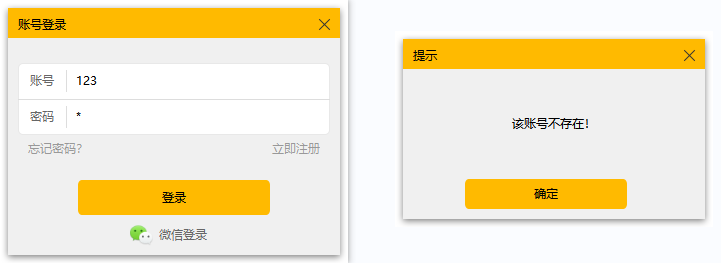 账号登录
账号 123
密码 *
忘记密码? 立即注册
登录
微信登录
提示
该账号不存在!
确定